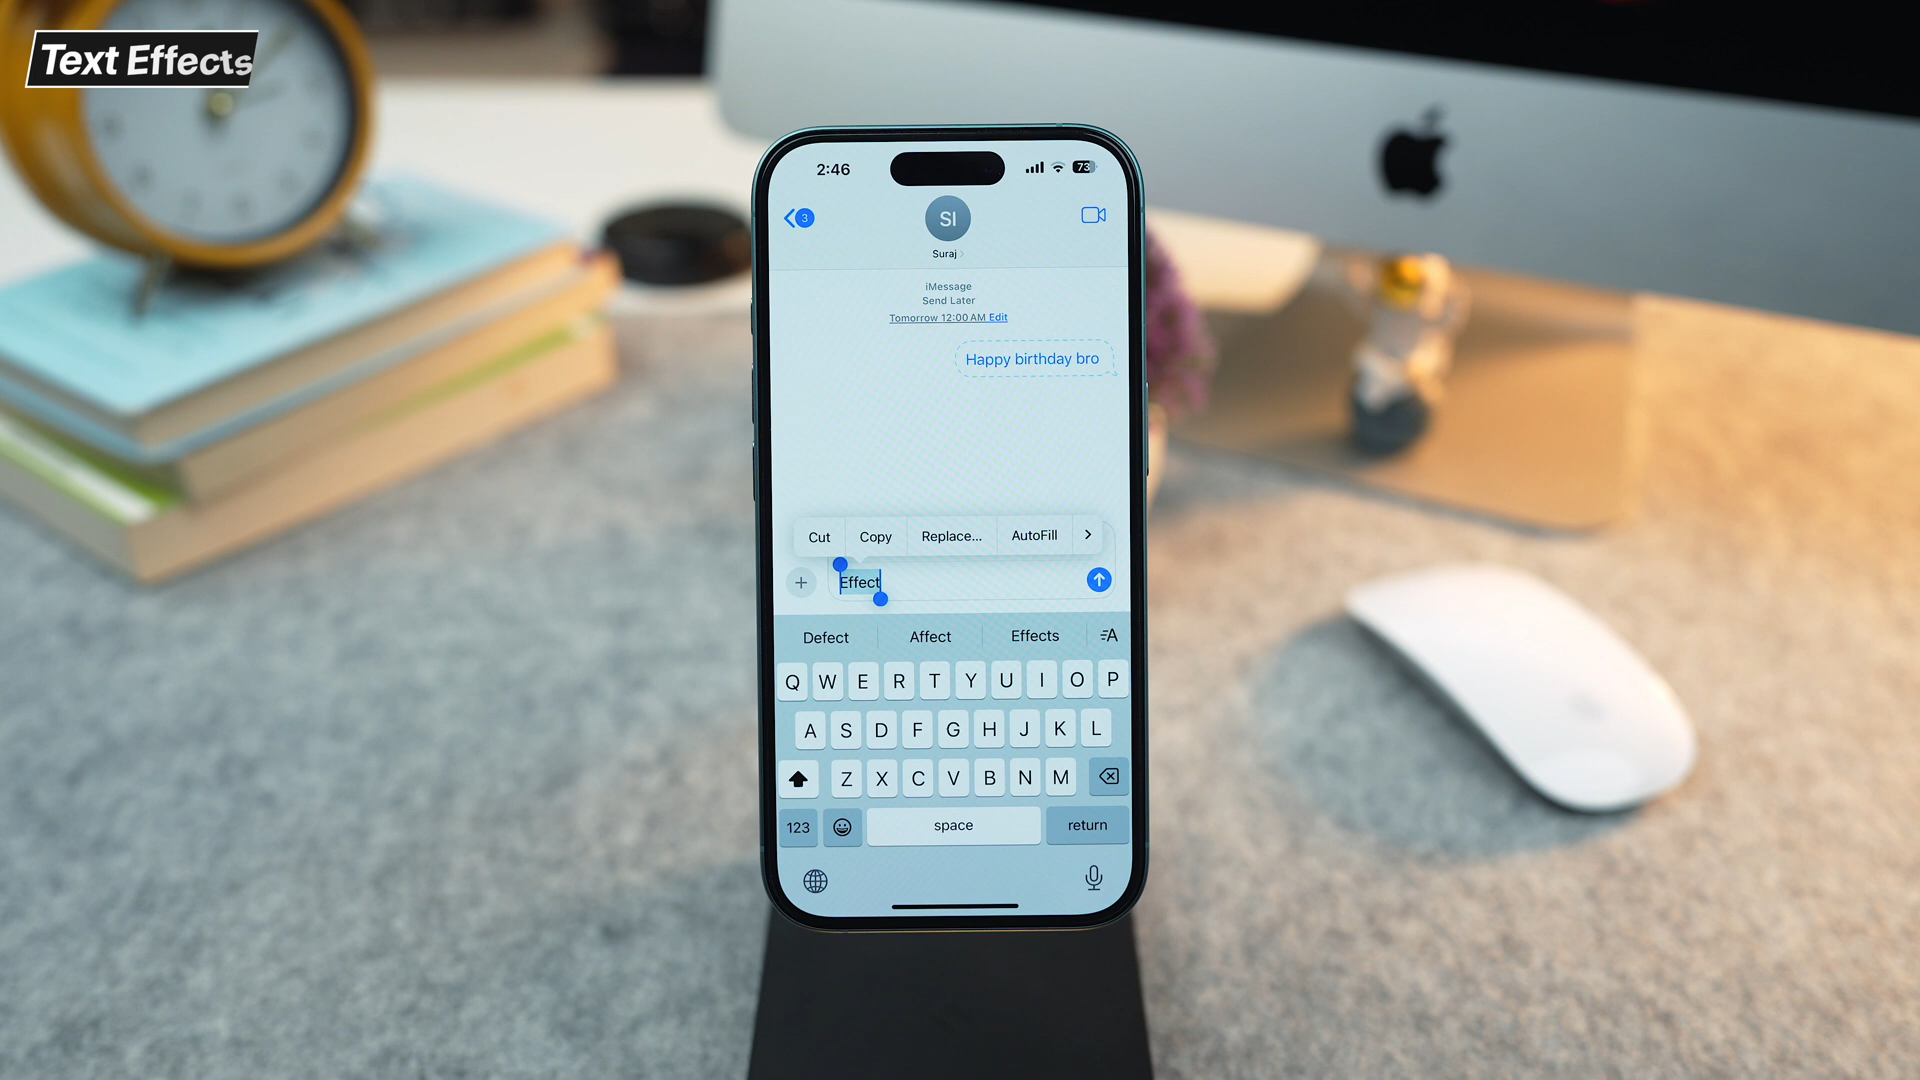 Text Effects
2:46
73
3
SI
Suraj
iMessage
Send Later
Tomorrow 12:00 AM Edit
Happy birthday bro
Cut Copy Replace... AutoFill
Effect
Defect Affect Effects A
Q W E R T Y U I O P
A S D F G H J K L
Z X C V B N M
123 space return